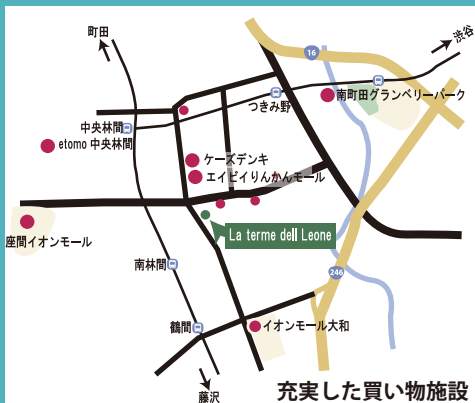 町田
渋谷
16
つきみ野
南町田グランベリーパーク
中央林間
etomo 中央林間
ケーズデンキ
エイビイりんかんモール
La terme dell Leone
座間イオンモール
南林間
246
鶴間
イオンモール大和
藤沢
充実した買い物施設